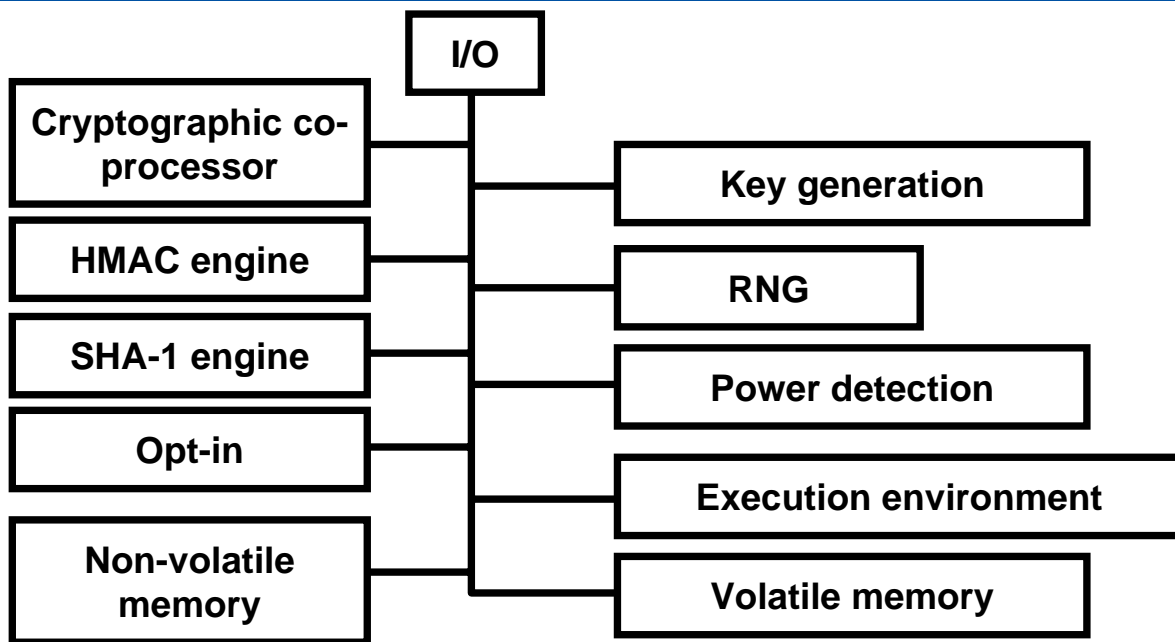 I/O
Cryptographic co-
processor
HMAC engine
SHA-1 engine
Opt-in
Non-volatile
memory
Key generation
RNG
Power detection
Execution environment
Volatile memory